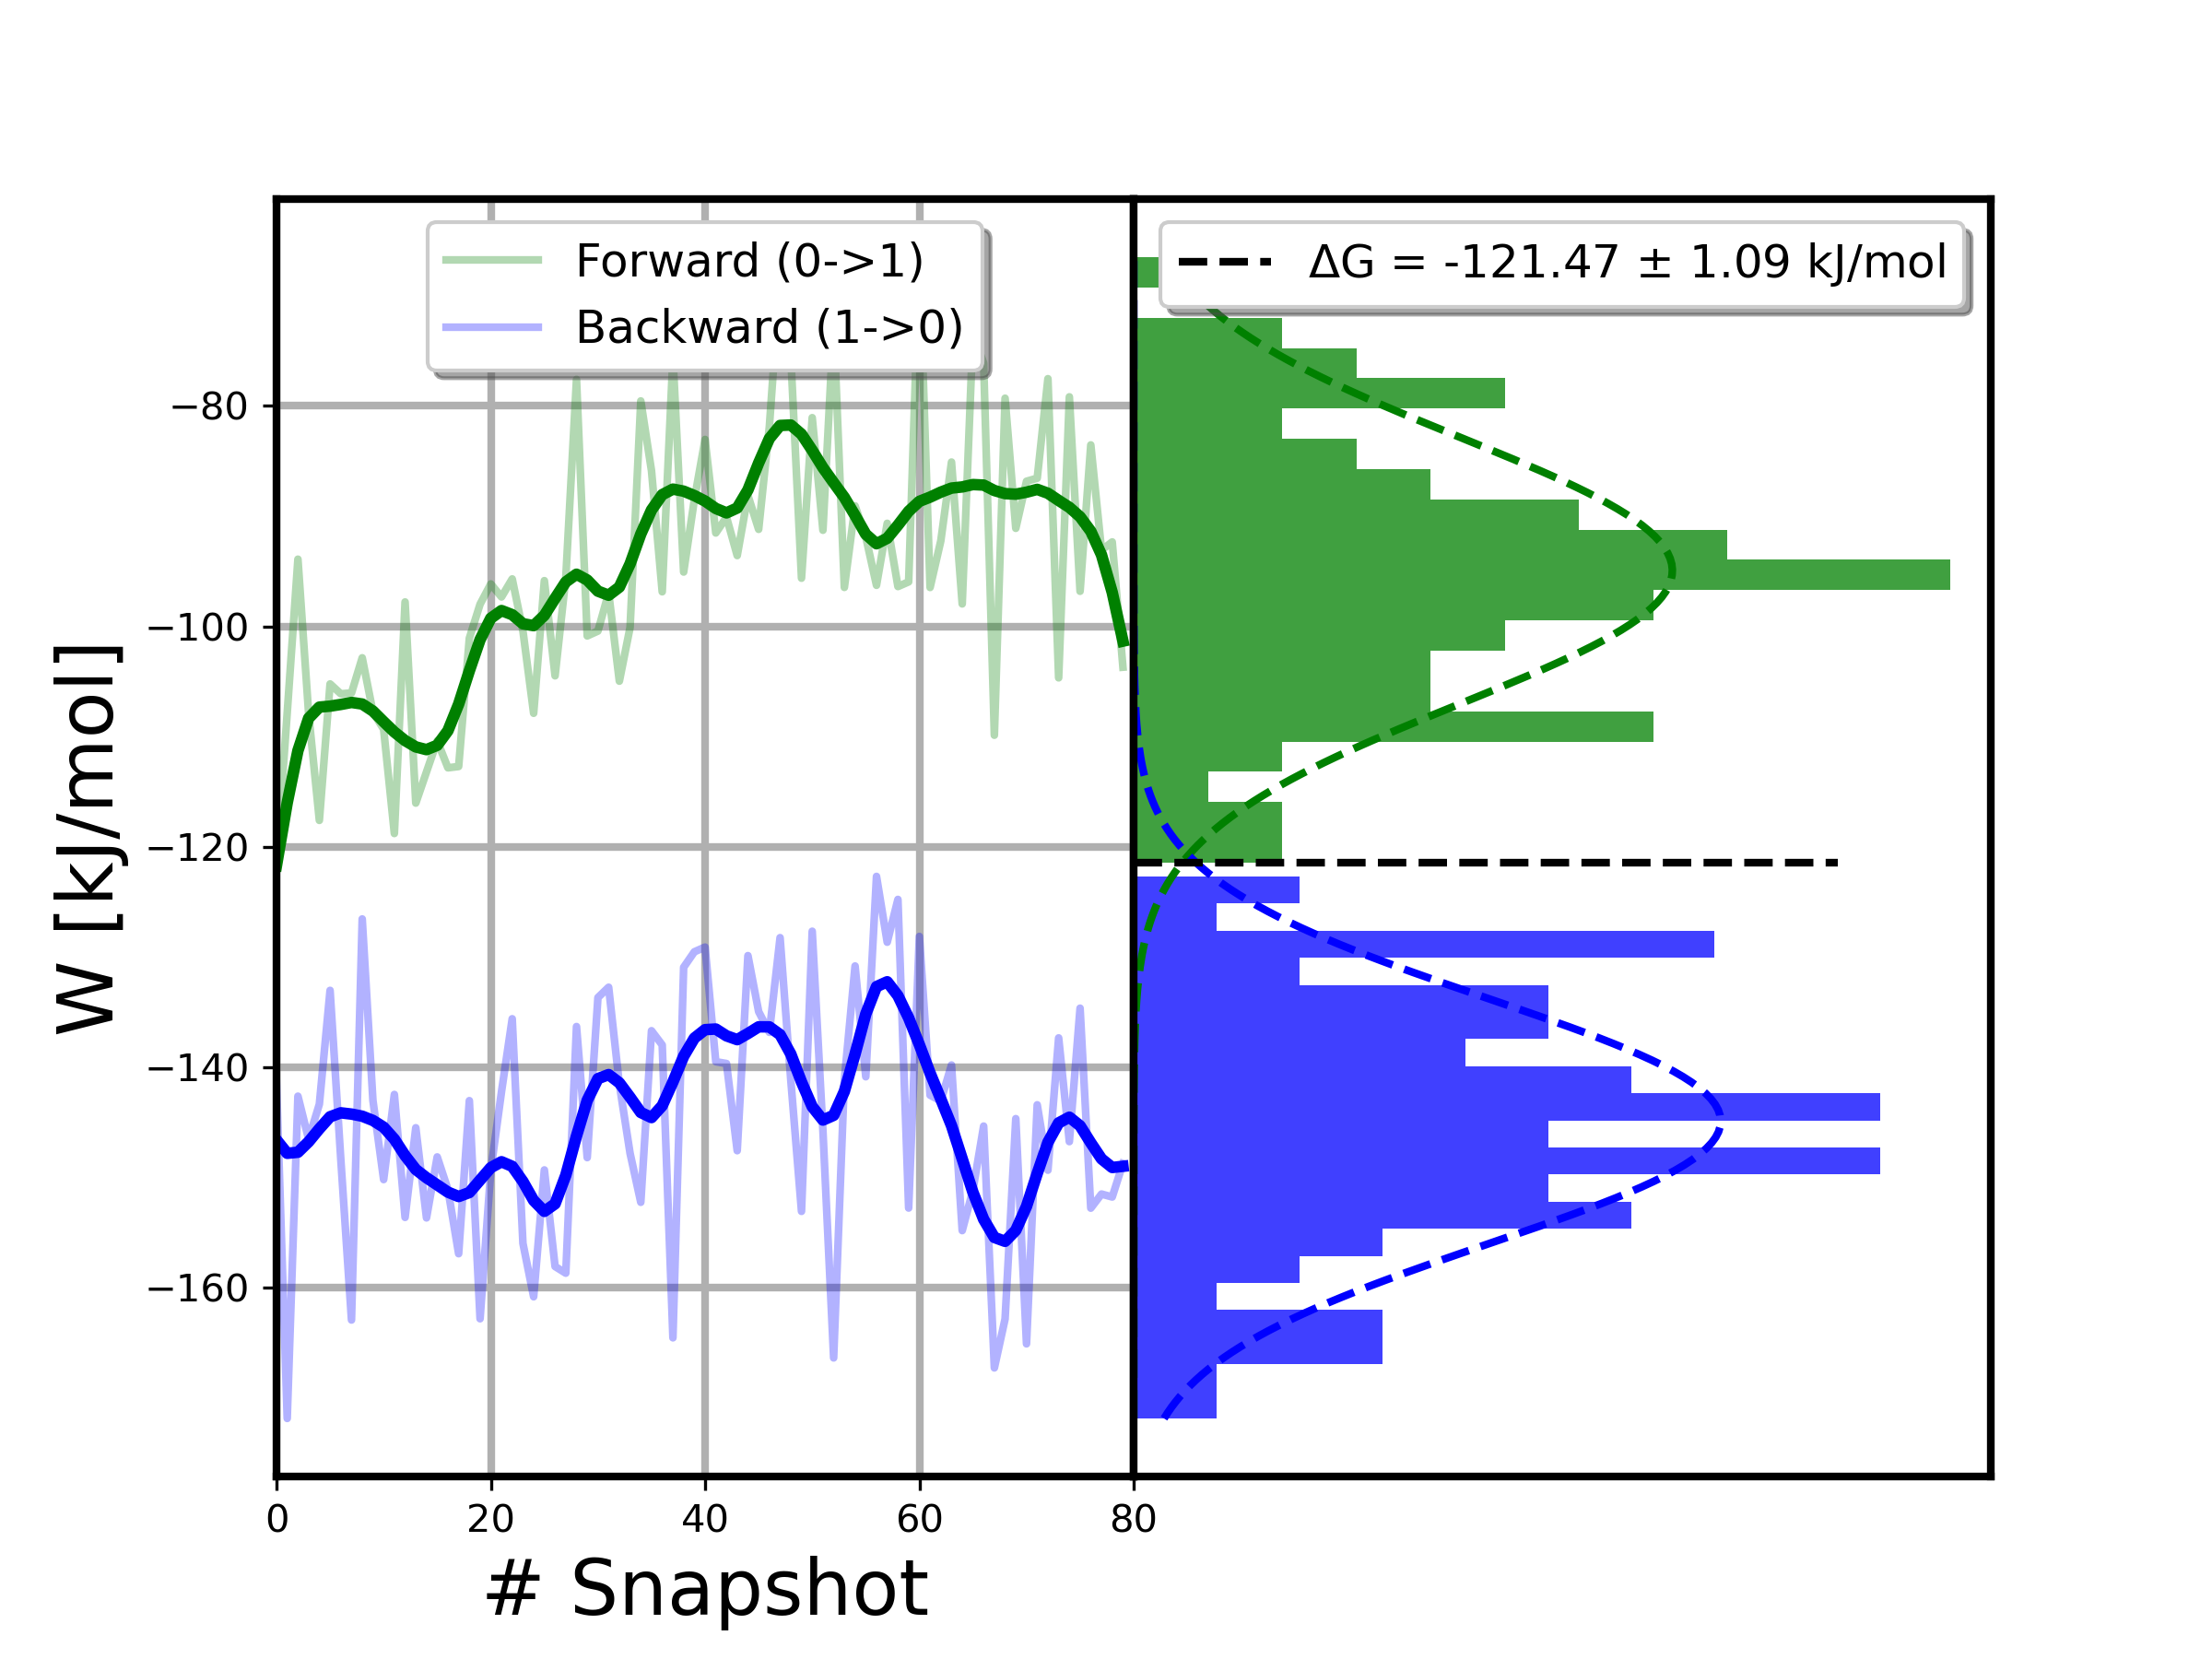 Forward (0->1)
Backward (1->0)
ΔG = -121.47 ± 1.09 kJ/mol
W [kJ/mol]
−80
−100
−120
−140
−160
0 20 40 60 80
# Snapshot